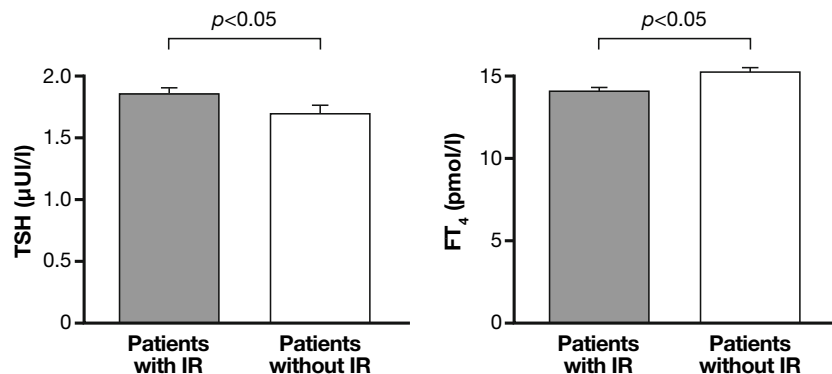 p<0.05
2.0
1.5
1.0
0.5
0
TSH (µUI/l)
Patients
with IR
Patients
without IR
p<0.05
15
14
5
0
FT4 (pmol/l)
Patients
with IR
Patients
without IR